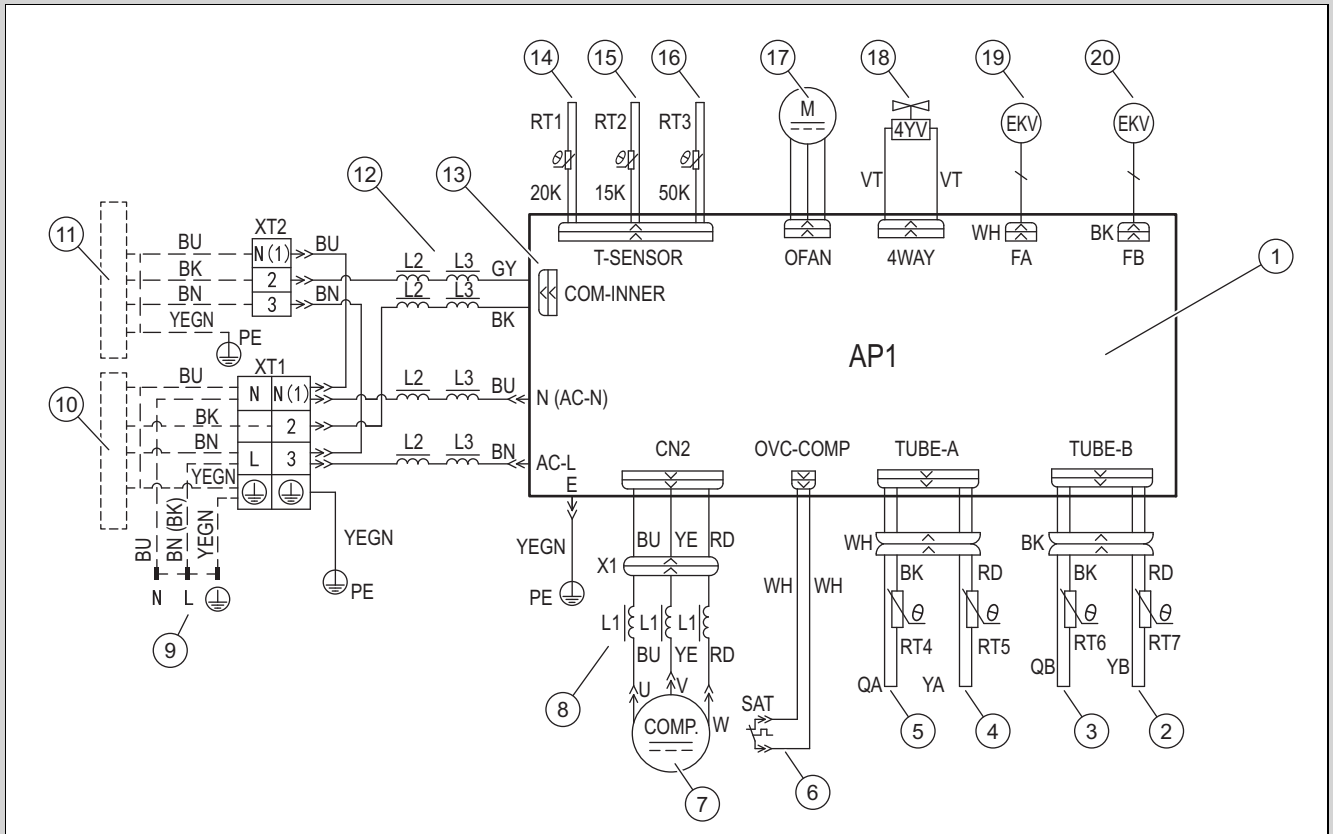 14 15 16 17 18 19 20
RT1 RT2 RT3 M 4YV EKV EKV
θ θ θ
20K 15K 50K VT VT
T-SENSOR OFAN 4WAY WH FA BK FB
12 13
11
XT2
BU N(1) BU
L2 L3 GY
BK 2
BN 3 BN
L2 L3
BK
COM-INNER
YEGN
PE
1
AP1
XT1
10
BU N N(1)
L2 L3 BU N (AC-N)
BK 2
BN L 3
L2 L3 BN AC-L
YEGN
E
CN2 OVC-COMP TUBE-A TUBE-B
BU BN (BK) YEGN
YEGN
PE
N L
9
YEGN
PE
BU YE RD
X1
L1 L1 L1
BU YE RD
8
U V W
COMP.
7
WH WH
SAT
6
WH
BK RD
θ θ
RT4 RT5
QA YA
5 4
BK
BK RD
θ θ
RT6 RT7
QB YB
3 2